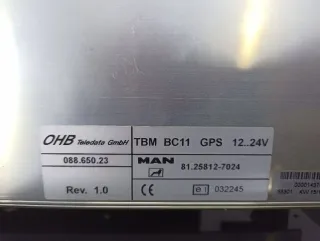 OHB Teledata GmbH
TBM BC11 GPS 12..24V
088.650.23
MAN 81.25812-7024
Rev. 1.0
e1 032245